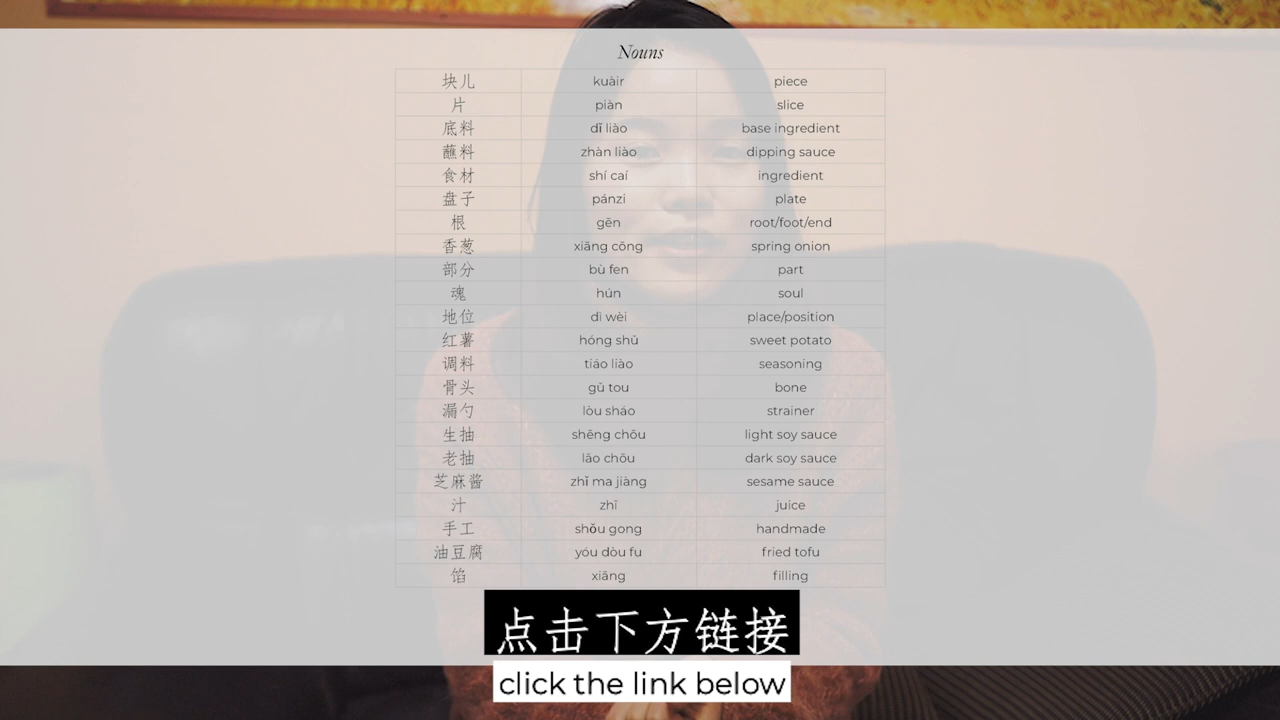 Nouns
块儿 kuàir piece
片 piàn slice
底料 dǐ liào base ingredient
蘸料 zhàn liào dipping sauce
食材 shí caí ingredient
盘子 pánzi plate
根 gēn root/foot/end
香葱 xiāng cōng spring onion
部分 bù fen part
魂 hún soul
地位 dì wèi place/position
红薯 hóng shǔ sweet potato
调料 tiáo liào seasoning
骨头 gǔ tou bone
漏勺 lòu sháo strainer
生抽 shēng chōu light soy sauce
老抽 lǎo chōu dark soy sauce
芝麻酱 zhǐ ma jiàng sesame sauce
汁 zhī juice
手工 shǒu gong handmade
油豆腐 yóu dòu fu fried tofu
馅 xiāng filling
点击下方链接
click the link below